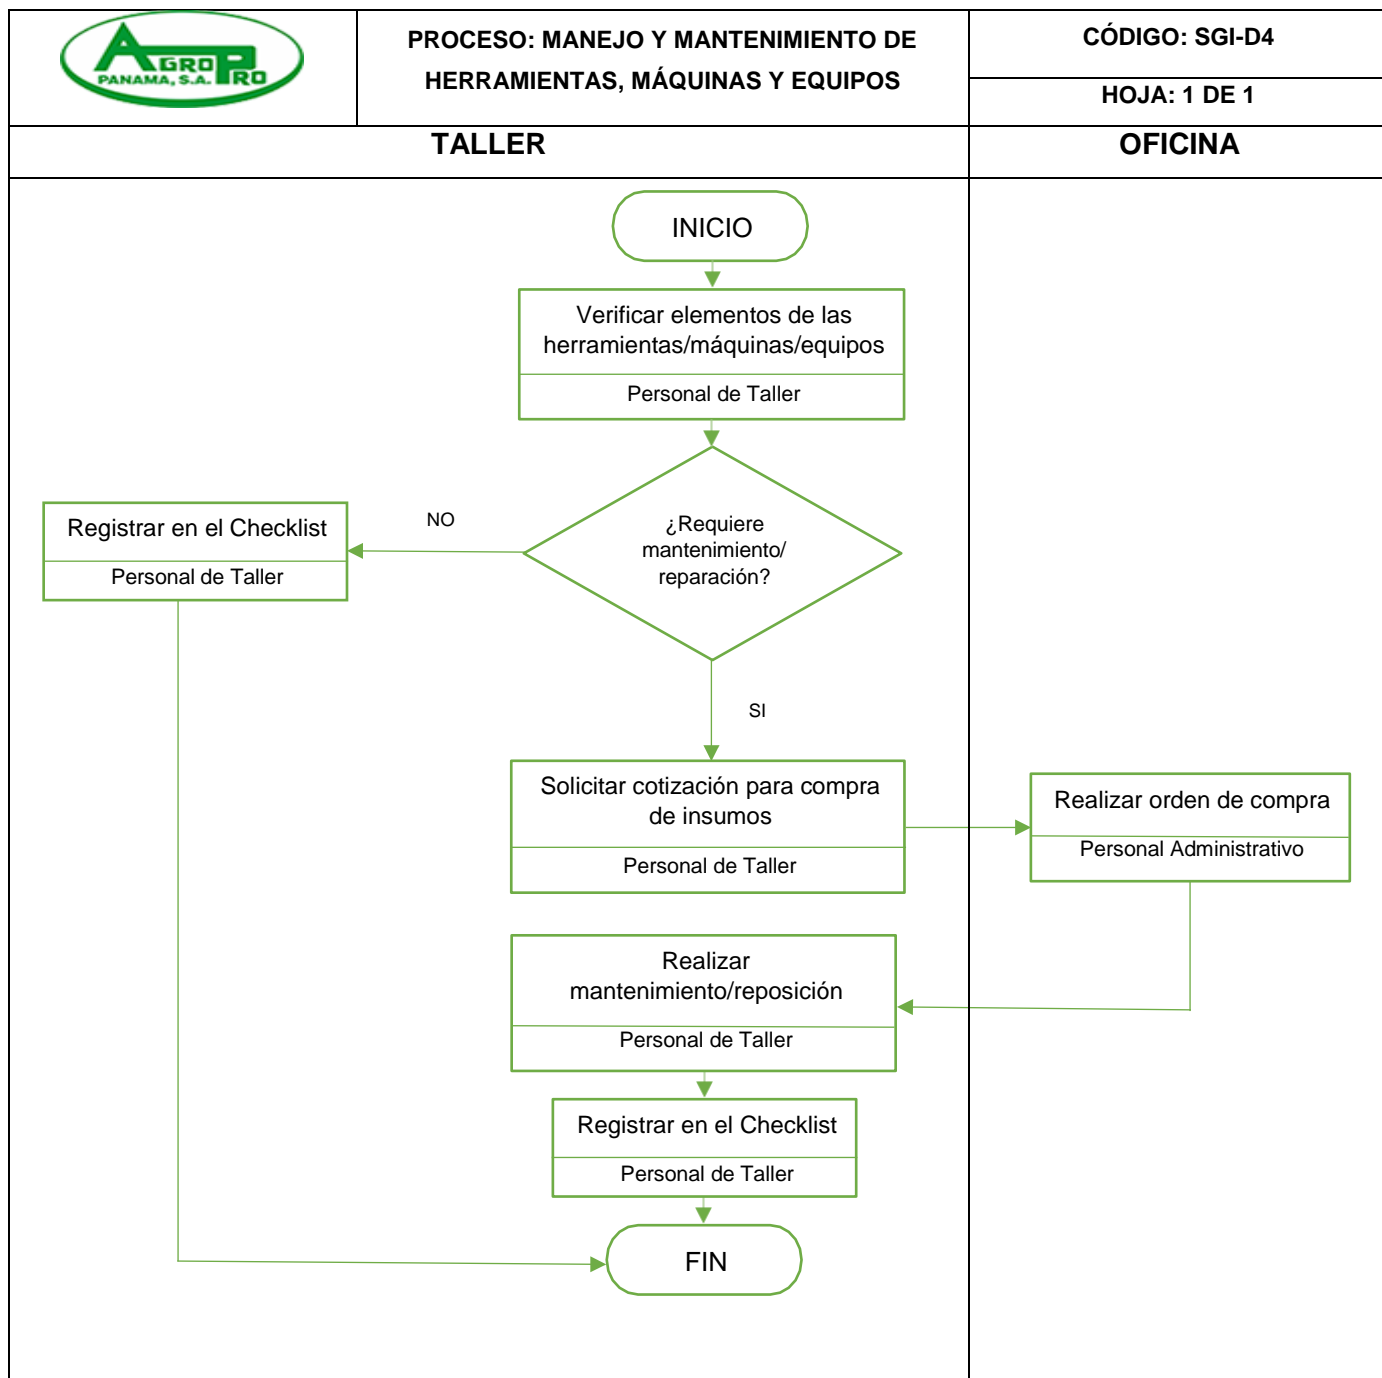 AGRO PRO
PANAMA, S.A.
PROCESO: MANEJO Y MANTENIMIENTO DE
HERRAMIENTAS, MÁQUINAS Y EQUIPOS
CÓDIGO: SGI-D4
HOJA: 1 DE 1
TALLER
OFICINA
INICIO
Verificar elementos de las
herramientas/máquinas/equipos
Personal de Taller
¿Requiere
mantenimiento/
reparación?
NO
Registrar en el Checklist
Personal de Taller
SI
Solicitar cotización para compra
de insumos
Personal de Taller
Realizar orden de compra
Personal Administrativo
Realizar
mantenimiento/reposición
Personal de Taller
Registrar en el Checklist
Personal de Taller
FIN